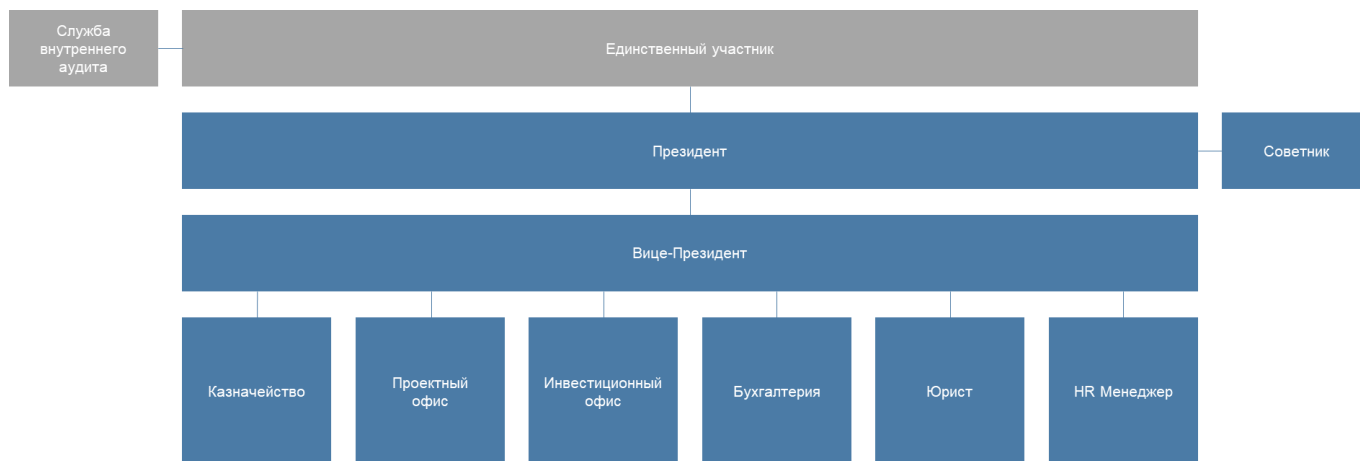 Служба
внутреннего
аудита
Единственный участник
Президент
Советник
Вице-Президент
Казначейство
Проектный
офис
Инвестиционный
офис
Бухгалтерия
Юрист
HR Менеджер